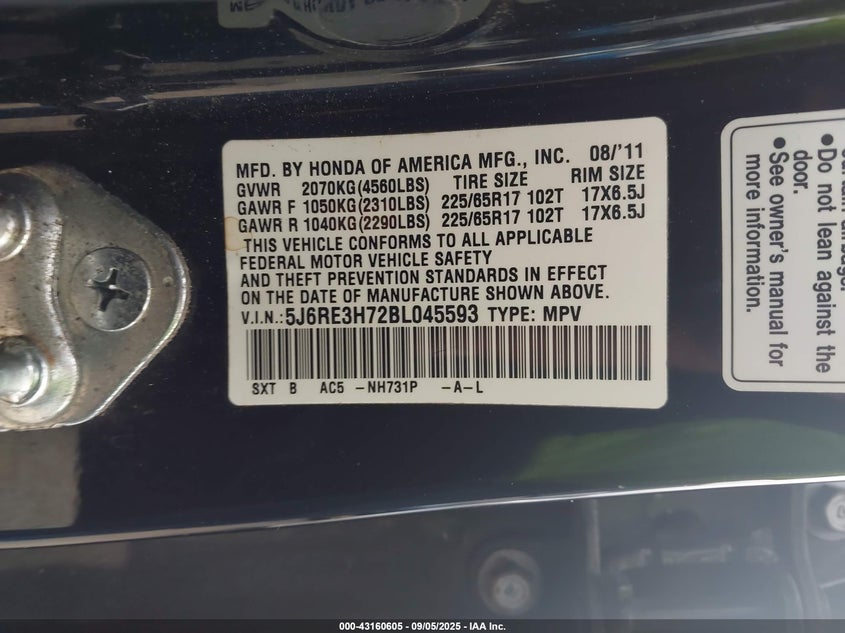 MFD. BY HONDA OF AMERICA MFG., INC. 08/'11
GVWR 2070KG(4560LBS) TIRE SIZE RIM SIZE
GAWR F 1050KG(2310LBS) 225/65R17 102T 17X6.5J
GAWR R 1040KG(2290LBS) 225/65R17 102T 17X6.5J
THIS VEHICLE CONFORMS TO ALL APPLICABLE
FEDERAL MOTOR VEHICLE SAFETY
AND THEFT PREVENTION STANDARDS IN EFFECT
ON THE DATE OF MANUFACTURE SHOWN ABOVE.
V.I.N.:5J6RE3H72BL045593 TYPE: MPV
SXT B AC5 -NH731P -A-L
•Do not lean against the
door.
•See owner's manual for
more information.
000-43160605 - 09/05/2025 - IAA Inc.